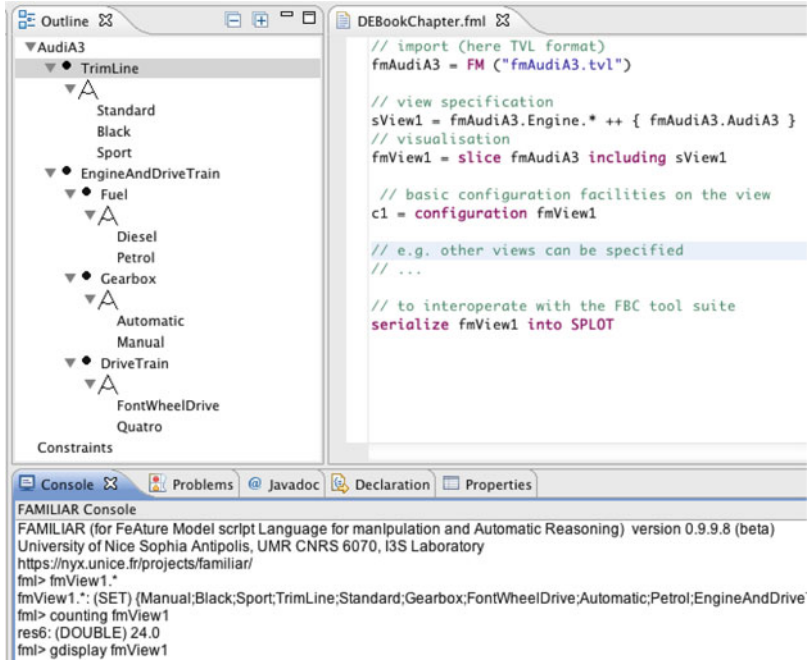 Outline
AudiA3
TrimLine
Standard
Black
Sport
EngineAndDriveTrain
Fuel
Diesel
Petrol
Gearbox
Automatic
Manual
DriveTrain
FontWheelDrive
Quatro
Constraints
DEBookChapter.fml
// import (here TVL format)
fmAudiA3 = FM ("fmAudiA3.tvl")
// view specification
sView1 = fmAudiA3.Engine.* ++ { fmAudiA3.AudiA3 }
// visualisation
fmView1 = slice fmAudiA3 including sView1
// basic configuration facilities on the view
c1 = configuration fmView1
// e.g. other views can be specified
// ...
// to interoperate with the FBC tool suite
serialize fmView1 into SPLOT
Console Problems @ Javadoc Declaration Properties
FAMILIAR Console
FAMILIAR (for FeAture Model scrIpt Language for manIpulation and Automatic Reasoning) version 0.9.9.8 (beta)
University of Nice Sophia Antipolis, UMR CNRS 6070, I3S Laboratory
https://nyx.unice.fr/projects/familiar/
fml> fmView1.*
fmView1.*: (SET) {Manual;Black;Sport;TrimLine;Standard;Gearbox;FontWheelDrive;Automatic;Petrol;EngineAndDrive
fml> counting fmView1
res6: (DOUBLE) 24.0
fml> gdisplay fmView1